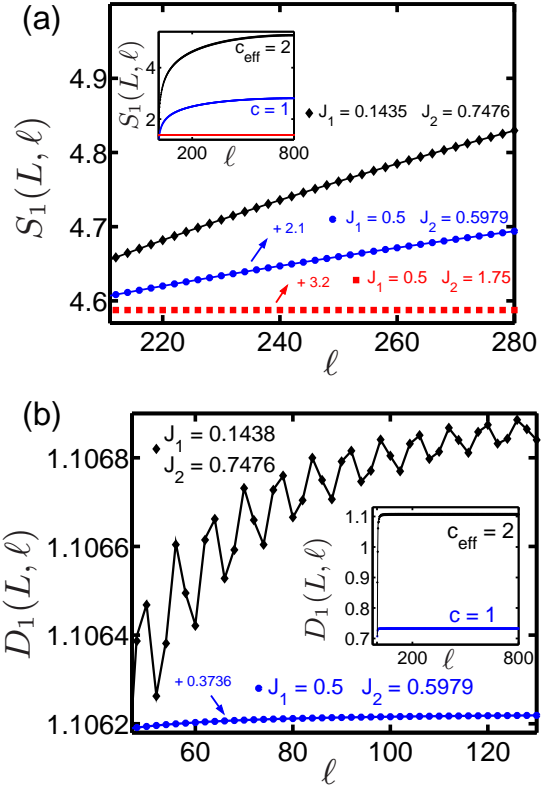 (a)
S₁(L, ℓ)
4.9
4.8
4.7
4.6
220
240
260
280
ℓ
J₁ = 0.1435 J₂ = 0.7476
J₁ = 0.5 J₂ = 0.5979
+ 2.1
J₁ = 0.5 J₂ = 1.75
+ 3.2
S₁(L, ℓ)
4
2
200
ℓ
800
c_eff = 2
c = 1
(b)
D₁(L, ℓ)
1.1068
1.1066
1.1064
1.1062
60
80
100
120
ℓ
J₁ = 0.1438
J₂ = 0.7476
+ 0.3736
J₁ = 0.5 J₂ = 0.5979
D₁(L, ℓ)
1.1
1
0.9
0.8
0.7
200
ℓ
800
c_eff = 2
c = 1